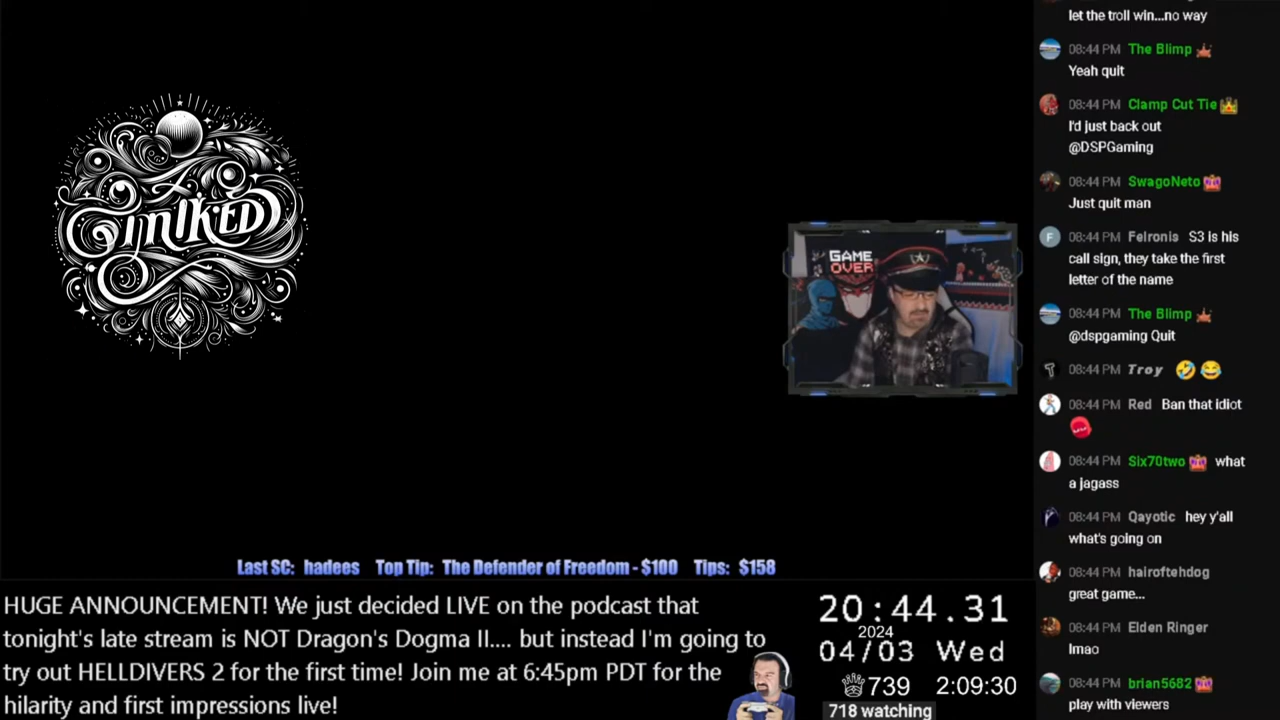 let the troll win...no way
08:44 PM The Blimp
Yeah quit
08:44 PM Clamp Cut Tie
I'd just back out
@DSPGaming
08:44 PM SwagoNeto
Just quit man
F 08:44 PM Feironis S3 is his
call sign, they take the first
letter of the name
08:44 PM The Blimp
@dspgaming Quit
T 08:44 PM Troy 🤣 😂
08:44 PM Red Ban that idiot
08:44 PM Six70two what
a jagass
08:44 PM Qayotic hey y'all
what's going on
08:44 PM hairoftehdog
great game...
08:44 PM Elden Ringer
lmao
08:44 PM brian5682
play with viewers
GAME
OVER
Last SC: hadees Top Tip: The Defender of Freedom - $100 Tips: $158
HUGE ANNOUNCEMENT! We just decided LIVE on the podcast that
tonight's late stream is NOT Dragon's Dogma II.... but instead I'm going to
try out HELLDIVERS 2 for the first time! Join me at 6:45pm PDT for the
hilarity and first impressions live!
20:44.31
2024
04/03 Wed
739 2:09:30
718 watching